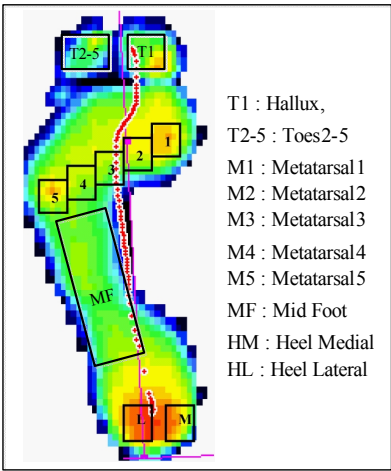 T2-5 T1
1
2
3
4
5
MF
L M
T1 : Hallux,
T2-5 : Toes2-5
M1 : Metatarsal1
M2 : Metatarsal2
M3 : Metatarsal3
M4 : Metatarsal4
M5 : Metatarsal5
MF : Mid Foot
HM : Heel Medial
HL : Heel Lateral